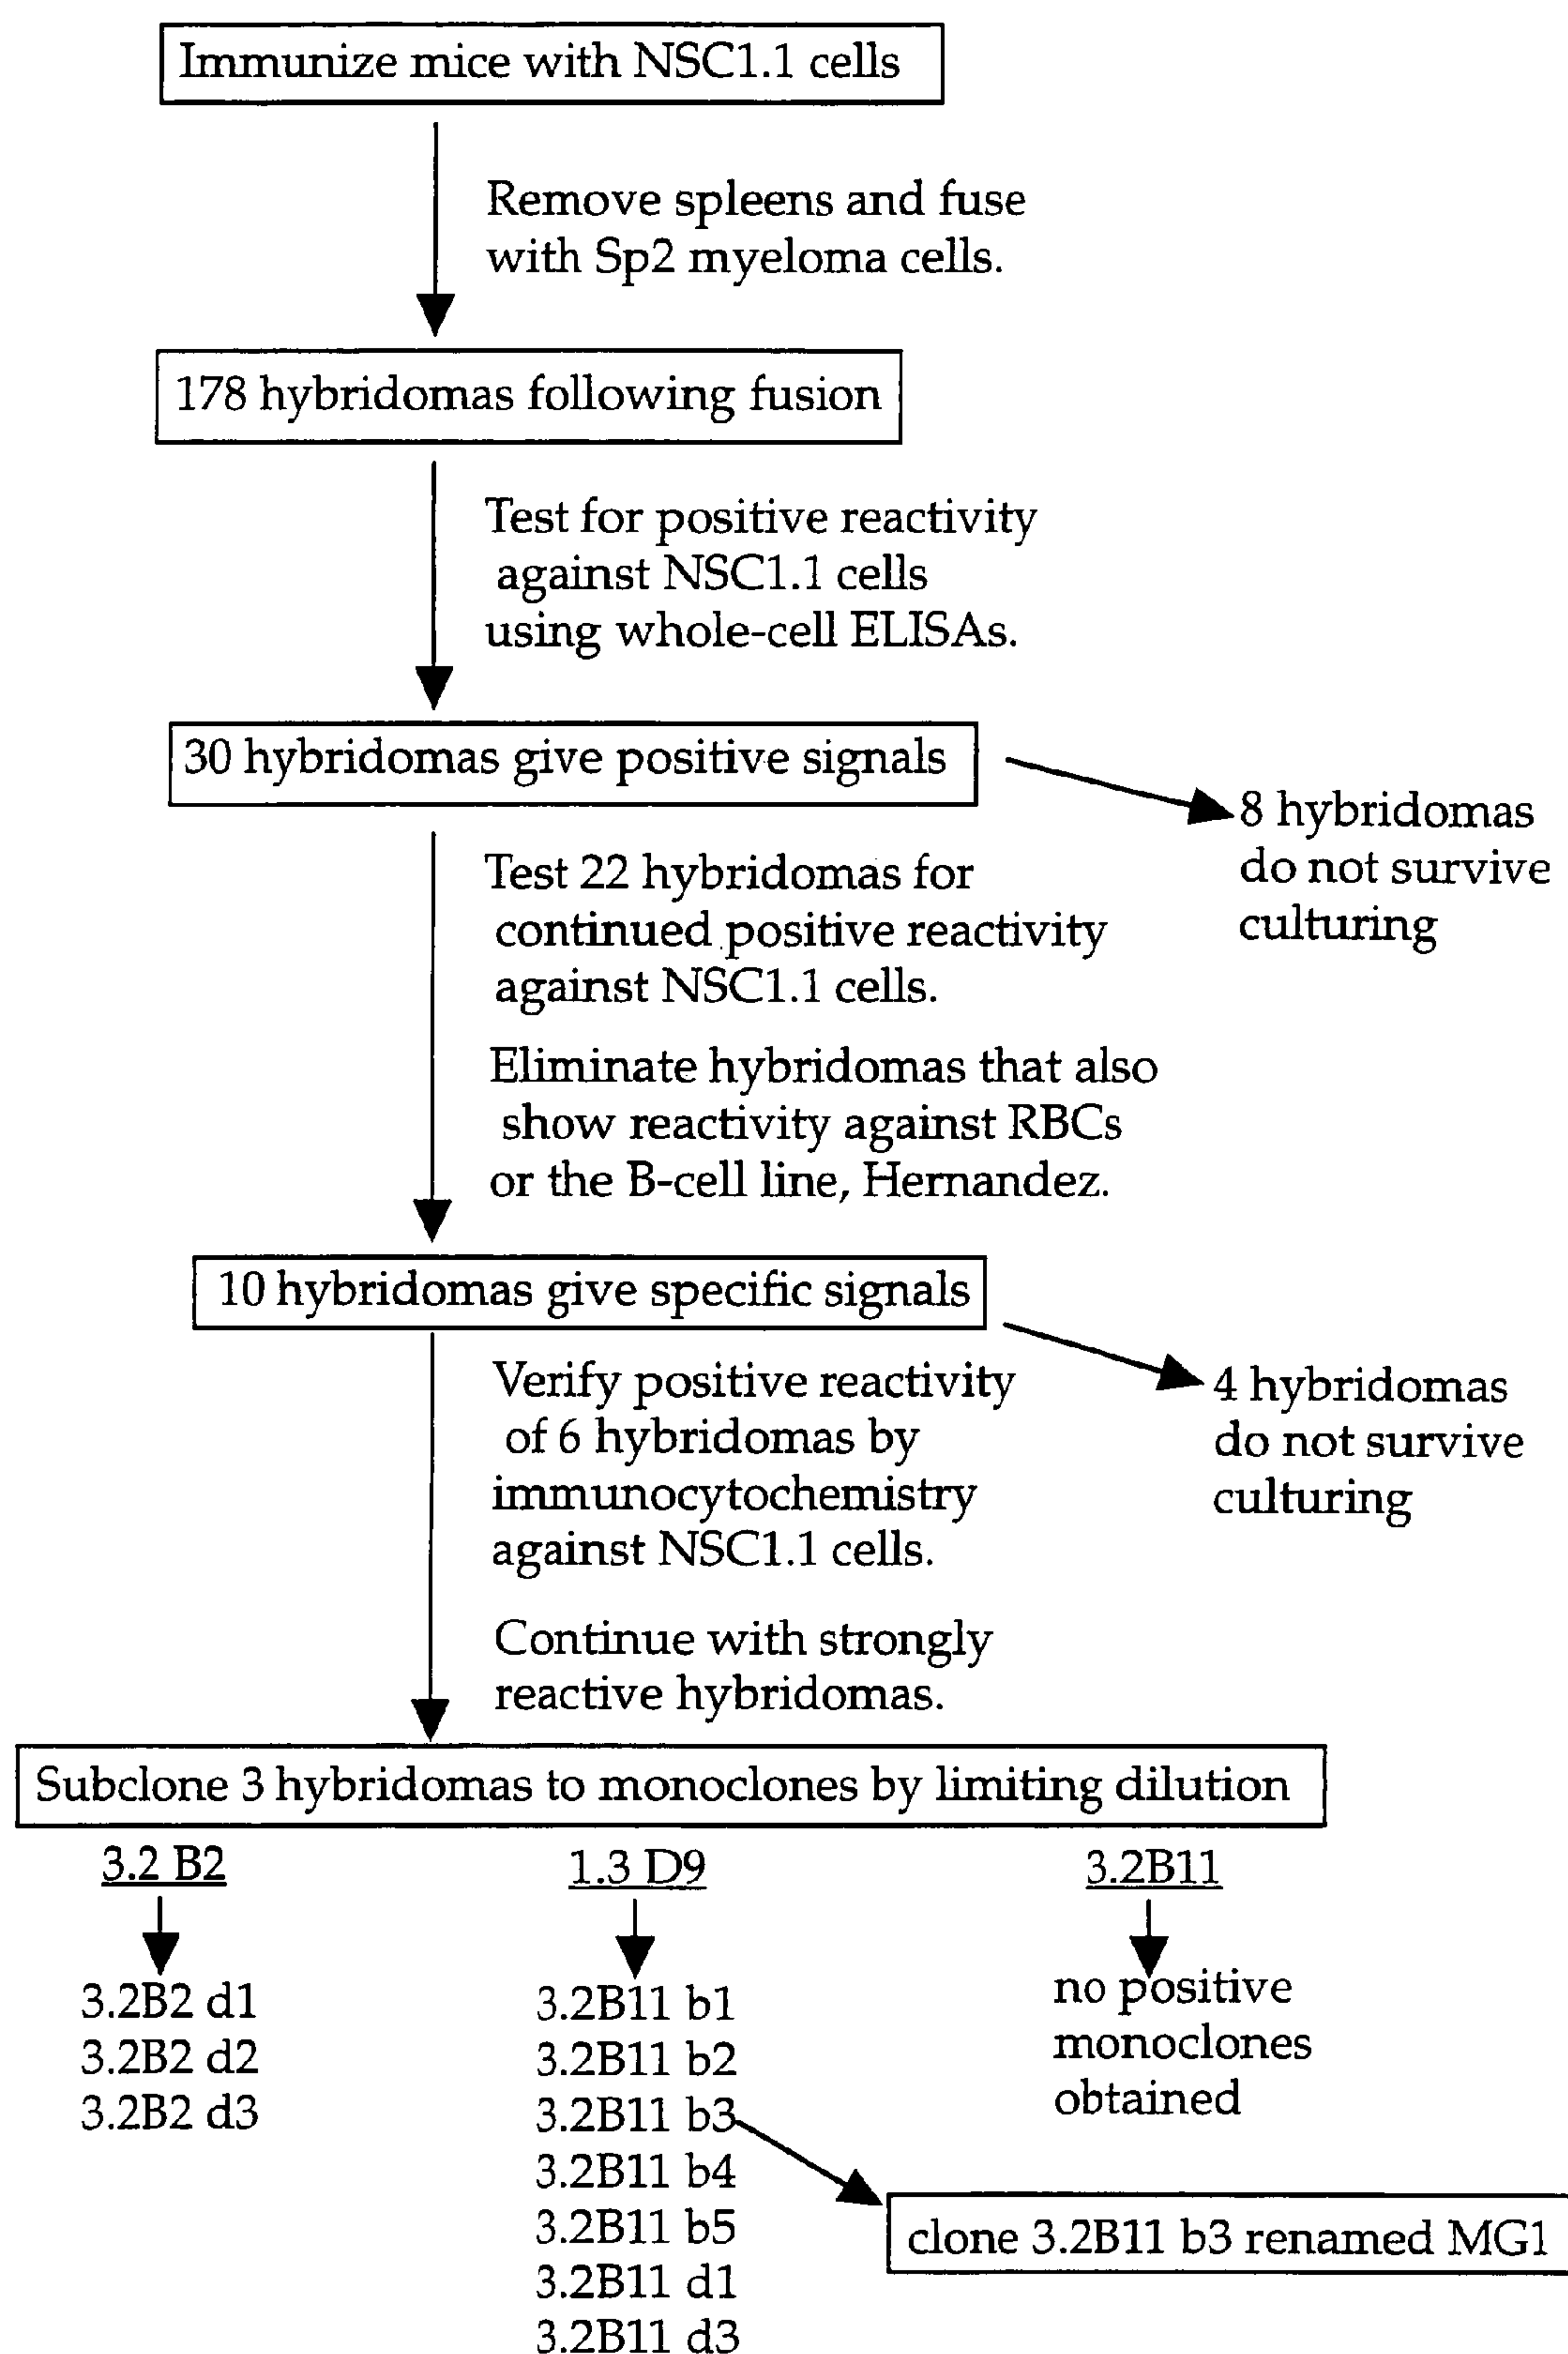 Immunize mice with NSC1.1 cells
Remove spleens and fuse
with Sp2 myeloma cells.
178 hybridomas following fusion
Test for positive reactivity
against NSC1.1 cells
using whole-cell ELISAs.
30 hybridomas give positive signals
8 hybridomas
do not survive
culturing
Test 22 hybridomas for
continued positive reactivity
against NSC1.1 cells.
Eliminate hybridomas that also
show reactivity against RBCs
or the B-cell line, Hernandez.
10 hybridomas give specific signals
4 hybridomas
do not survive
culturing
Verify positive reactivity
of 6 hybridomas by
immunocytochemistry
against NSC1.1 cells.
Continue with strongly
reactive hybridomas.
Subclone 3 hybridomas to monoclones by limiting dilution
3.2 B2
3.2B2 d1
3.2B2 d2
3.2B2 d3
1.3 D9
3.2B11 b1
3.2B11 b2
3.2B11 b3
3.2B11 b4
3.2B11 b5
3.2B11 d1
3.2B11 d3
3.2B11
no positive
monoclones
obtained
clone 3.2B11 b3 renamed MG1